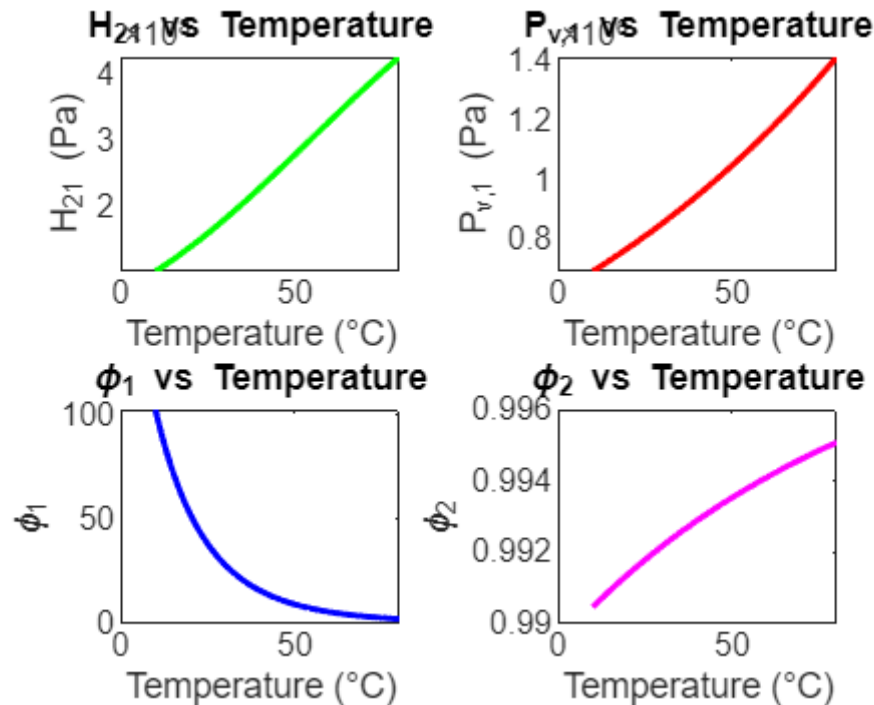 H₂₁ vs Temperature
H₂₁ (Pa)
4
3
2
0
50
Temperature (°C)
P_{v,1} vs Temperature
P_{v,1} (Pa)
1.4
1.2
1
0.8
0
50
Temperature (°C)
ϕ₁ vs Temperature
ϕ₁
100
50
0
0
50
Temperature (°C)
ϕ₂ vs Temperature
ϕ₂
0.996
0.994
0.992
0.99
0
50
Temperature (°C)